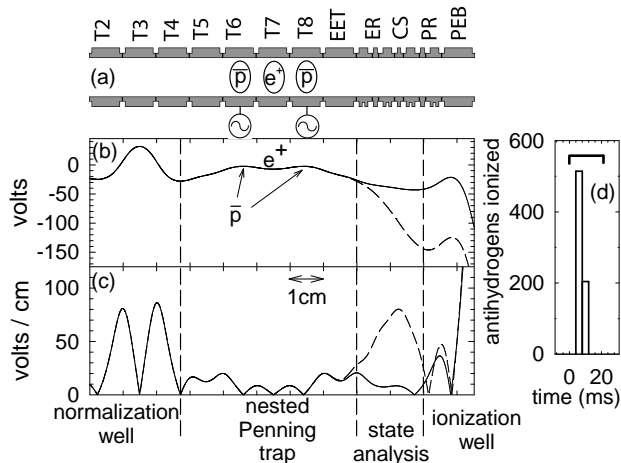 T2 T3 T4 T5 T6 T7 T8 EET ER CS PR PEB
(a) p̅ e⁺ p̅
(b)
volts
0
-50
-100
-150
e⁺
p̅
(c)
volts / cm
100
50
0
1cm
normalization
well
nested
Penning
trap
state
analysis
ionization
well
(d)
antihydrogens ionized
600
400
200
0
0 20
time (ms)